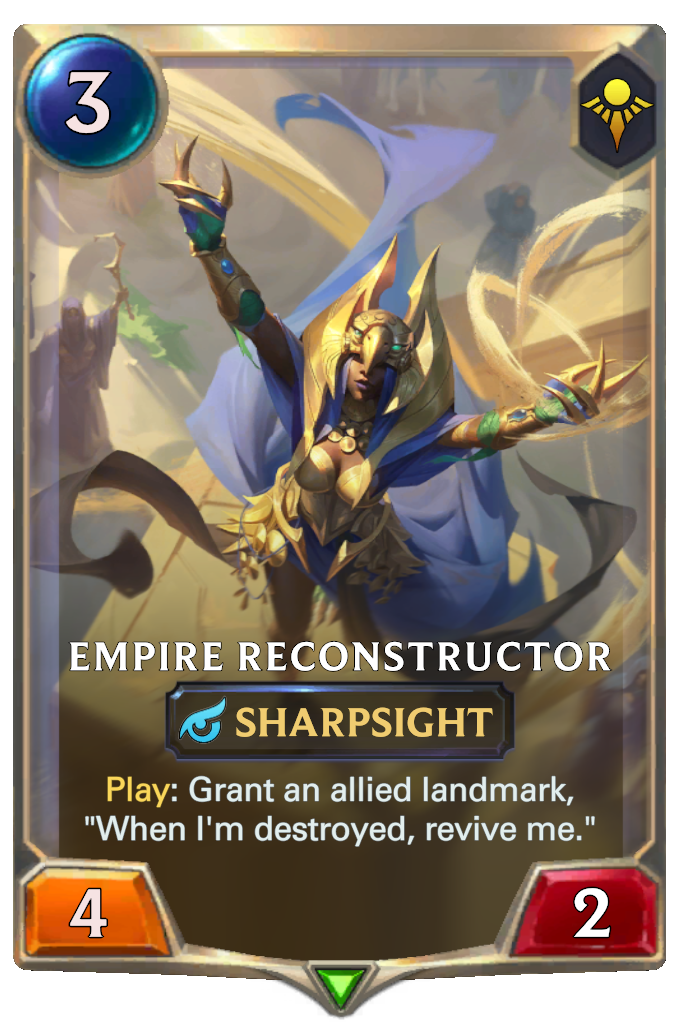 3
EMPIRE RECONSTRUCTOR
SHARPSIGHT
Play: Grant an allied landmark,
"When I'm destroyed, revive me."
4 2